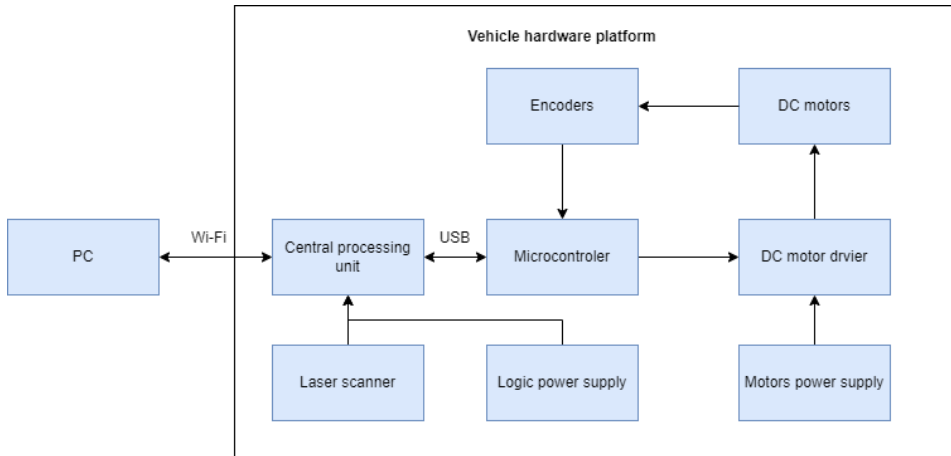 Vehicle hardware platform
Encoders
DC motors
PC
Wi-Fi
Central processing
unit
USB
Microcontroler
DC motor drvier
Laser scanner
Logic power supply
Motors power supply